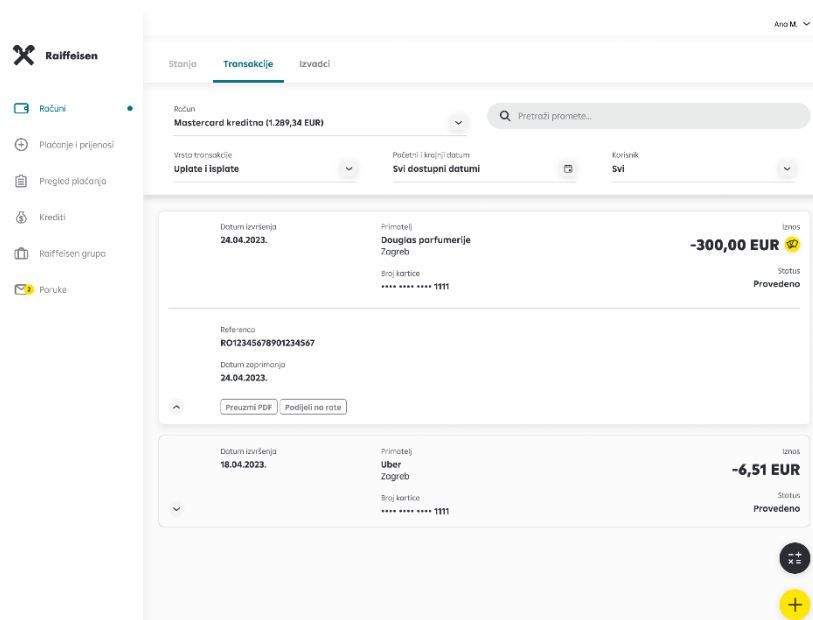 Ana M.
Raiffeisen
Stanja
Transakcije
Izvadci
Računi
Plaćanje i prijenosi
Pregled plaćanja
Krediti
Raiffeisen grupa
2
Poruke
Račun
Mastercard kreditna (1.289,34 EUR)
Pretraži promete...
Vrsta transakcije
Uplate i isplate
Početni i krajnji datum
Svi dostupni datumi
Korisnik
Svi
Datum izvršenja
24.04.2023.
Primatelj
Douglas parfumerije
Zagreb
Broj kartice
•••• •••• •••• 1111
Iznos
-300,00 EUR
Status
Provedeno
Referenca
RO12345678901234567
Datum zaprimanja
24.04.2023.
Preuzmi PDF
Podijeli na rate
Datum izvršenja
18.04.2023.
Primatelj
Uber
Zagreb
Broj kartice
•••• •••• •••• 1111
Iznos
-6,51 EUR
Status
Provedeno